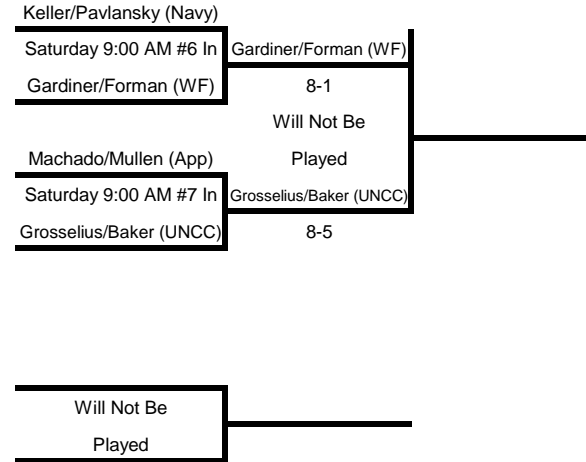 Keller/Pavlansky (Navy)
Saturday 9:00 AM #6 In
Gardiner/Forman (WF)
Gardiner/Forman (WF)
8-1
Will Not Be
Played
Machado/Mullen (App)
Saturday 9:00 AM #7 In
Grosselius/Baker (UNCC)
Grosselius/Baker (UNCC)
8-5
Will Not Be
Played